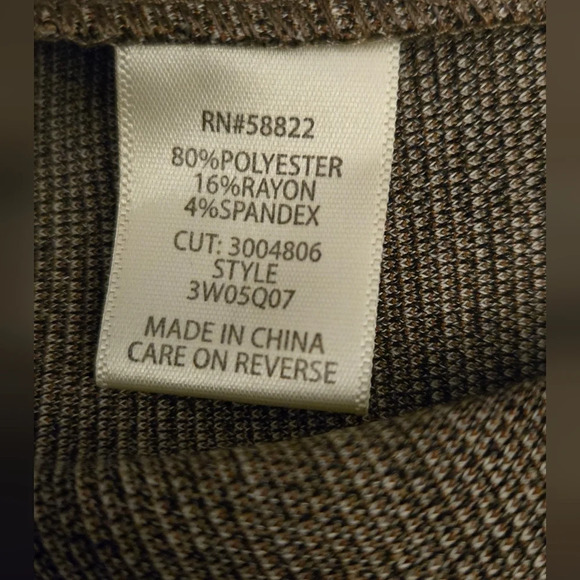 RN#58822
80%POLYESTER
16%RAYON
4%SPANDEX
CUT: 3004806
STYLE
3W05Q07
MADE IN CHINA
CARE ON REVERSE